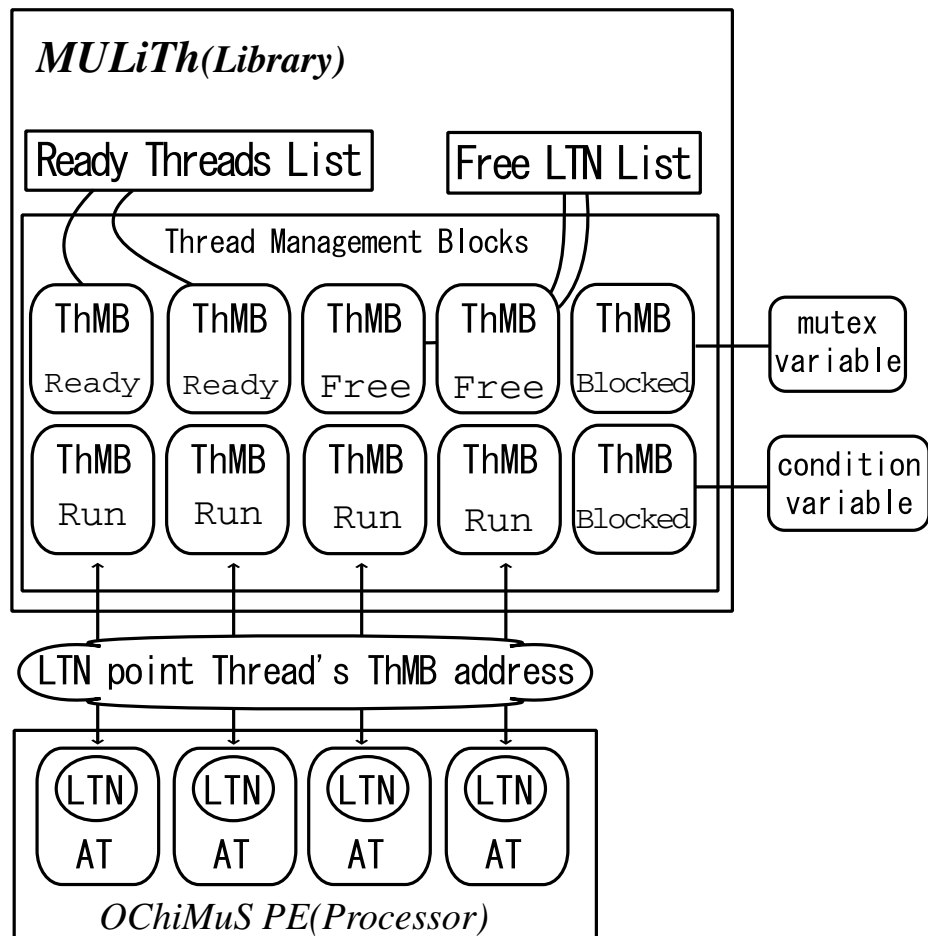 MULiTh(Library)
Ready Threads List
Free LTN List
Thread Management Blocks
ThMB ThMB ThMB ThMB ThMB
Ready Ready Free Free Blocked
mutex
variable
ThMB ThMB ThMB ThMB ThMB
Run Run Run Run Blocked
condition
variable
LTN point Thread's ThMB address
LTN LTN LTN LTN
AT AT AT AT
OChiMuS PE(Processor)